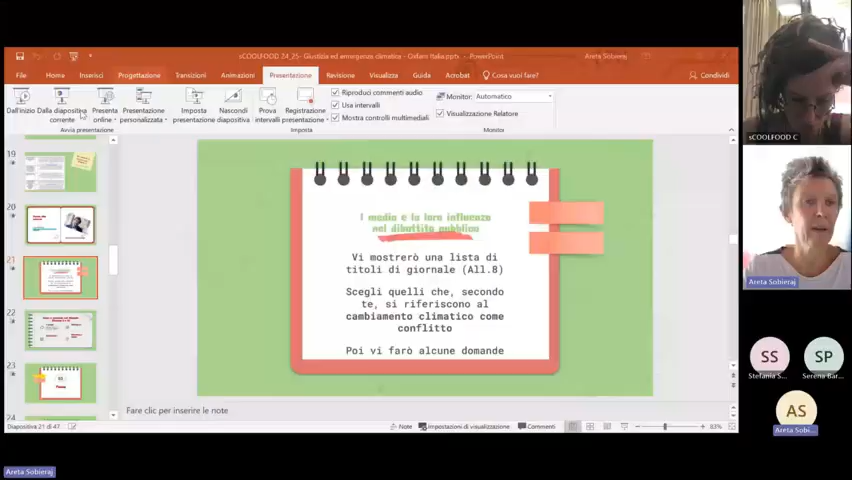 sCOOLFOOD 24_25- Giustizia ed emergenza climatica - Oxfam Italia.pptx - PowerPoint
Areta Sobieraj
File Home Inserisci Progettazione Transizioni Animazioni Presentazione Revisione Visualizza Guida Acrobat Cosa vuoi fare? Condividi
Dall'inizio
Dalla diapositiva corrente
Presenta online
Presentazione personalizzata
Avvia presentazione
Imposta presentazione
Nascondi diapositiva
Prova intervalli
Registrazione presentazione
Riproduci commenti audio
Usa intervalli
Mostra controlli multimediali
Imposta
Monitor: Automatico
Visualizzazione Relatore
Monitor
19
20
21
22
23
24
I media e la loro influenza
nel dibattito pubblico
Vi mostrerò una lista di
titoli di giornale (All.8)
Scegli quelli che, secondo
te, si riferiscono al
cambiamento climatico come
conflitto
Poi vi farò alcune domande
Fare clic per inserire le note
Diapositiva 21 di 47
Note
Impostazioni di visualizzazione
Commenti
83%
sCOOLFOOD C
Areta Sobieraj
SS
Stefania S...
SP
Serena Bar...
AS
Areta Sobi...
Areta Sobieraj